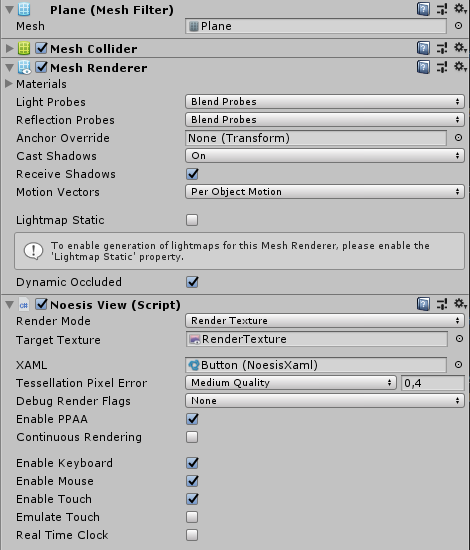 Plane (Mesh Filter)
Mesh Plane
Mesh Collider
Mesh Renderer
Materials
Light Probes Blend Probes
Reflection Probes Blend Probes
Anchor Override None (Transform)
Cast Shadows On
Receive Shadows
Motion Vectors Per Object Motion
Lightmap Static
To enable generation of lightmaps for this Mesh Renderer, please enable the
'Lightmap Static' property.
Dynamic Occluded
C# Noesis View (Script)
Render Mode Render Texture
Target Texture RenderTexture
XAML Button (NoesisXaml)
Tessellation Pixel Error Medium Quality 0,4
Debug Render Flags None
Enable PPAA
Continuous Rendering
Enable Keyboard
Enable Mouse
Enable Touch
Emulate Touch
Real Time Clock